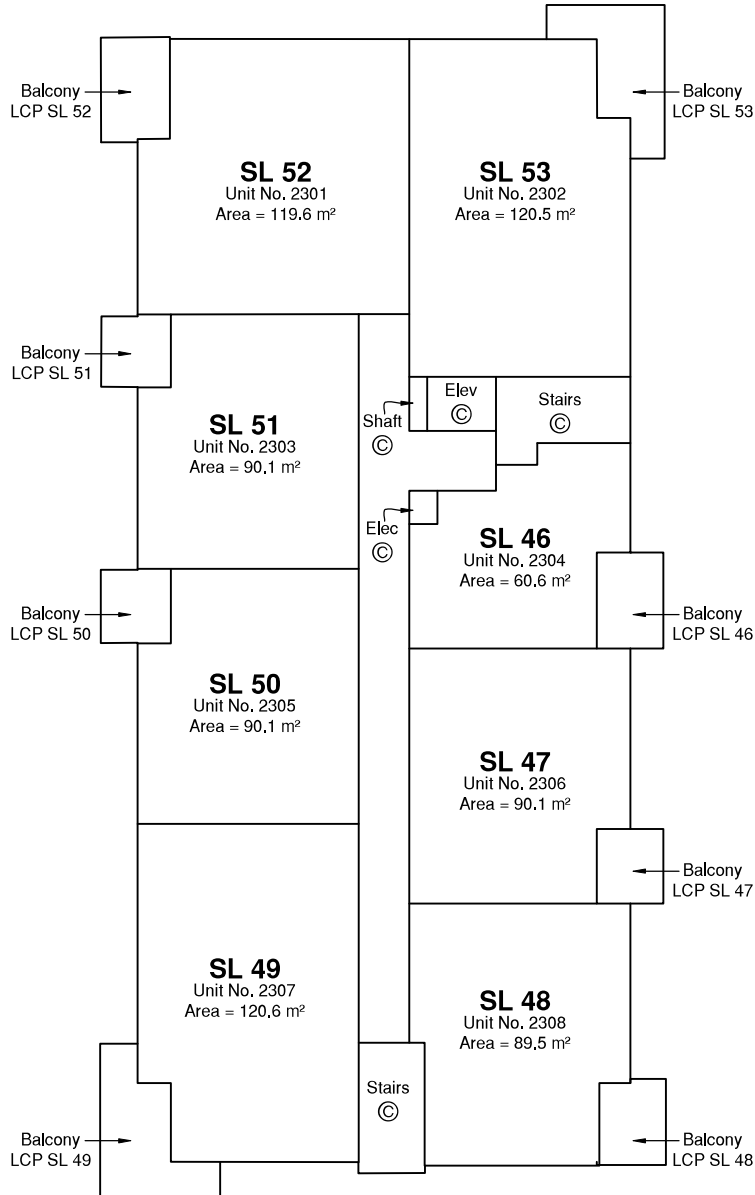 Balcony
LCP SL 52
SL 52
Unit No. 2301
Area = 119.6 m²
SL 53
Unit No. 2302
Area = 120.5 m²
Balcony
LCP SL 53
Balcony
LCP SL 51
SL 51
Unit No. 2303
Area = 90.1 m²
Shaft
©
Elev
©
Stairs
©
Elec
©
SL 46
Unit No. 2304
Area = 60.6 m²
Balcony
LCP SL 46
Balcony
LCP SL 50
SL 50
Unit No. 2305
Area = 90.1 m²
SL 47
Unit No. 2306
Area = 90.1 m²
Balcony
LCP SL 47
SL 49
Unit No. 2307
Area = 120.6 m²
SL 48
Unit No. 2308
Area = 89.5 m²
Stairs
©
Balcony
LCP SL 49
Balcony
LCP SL 48